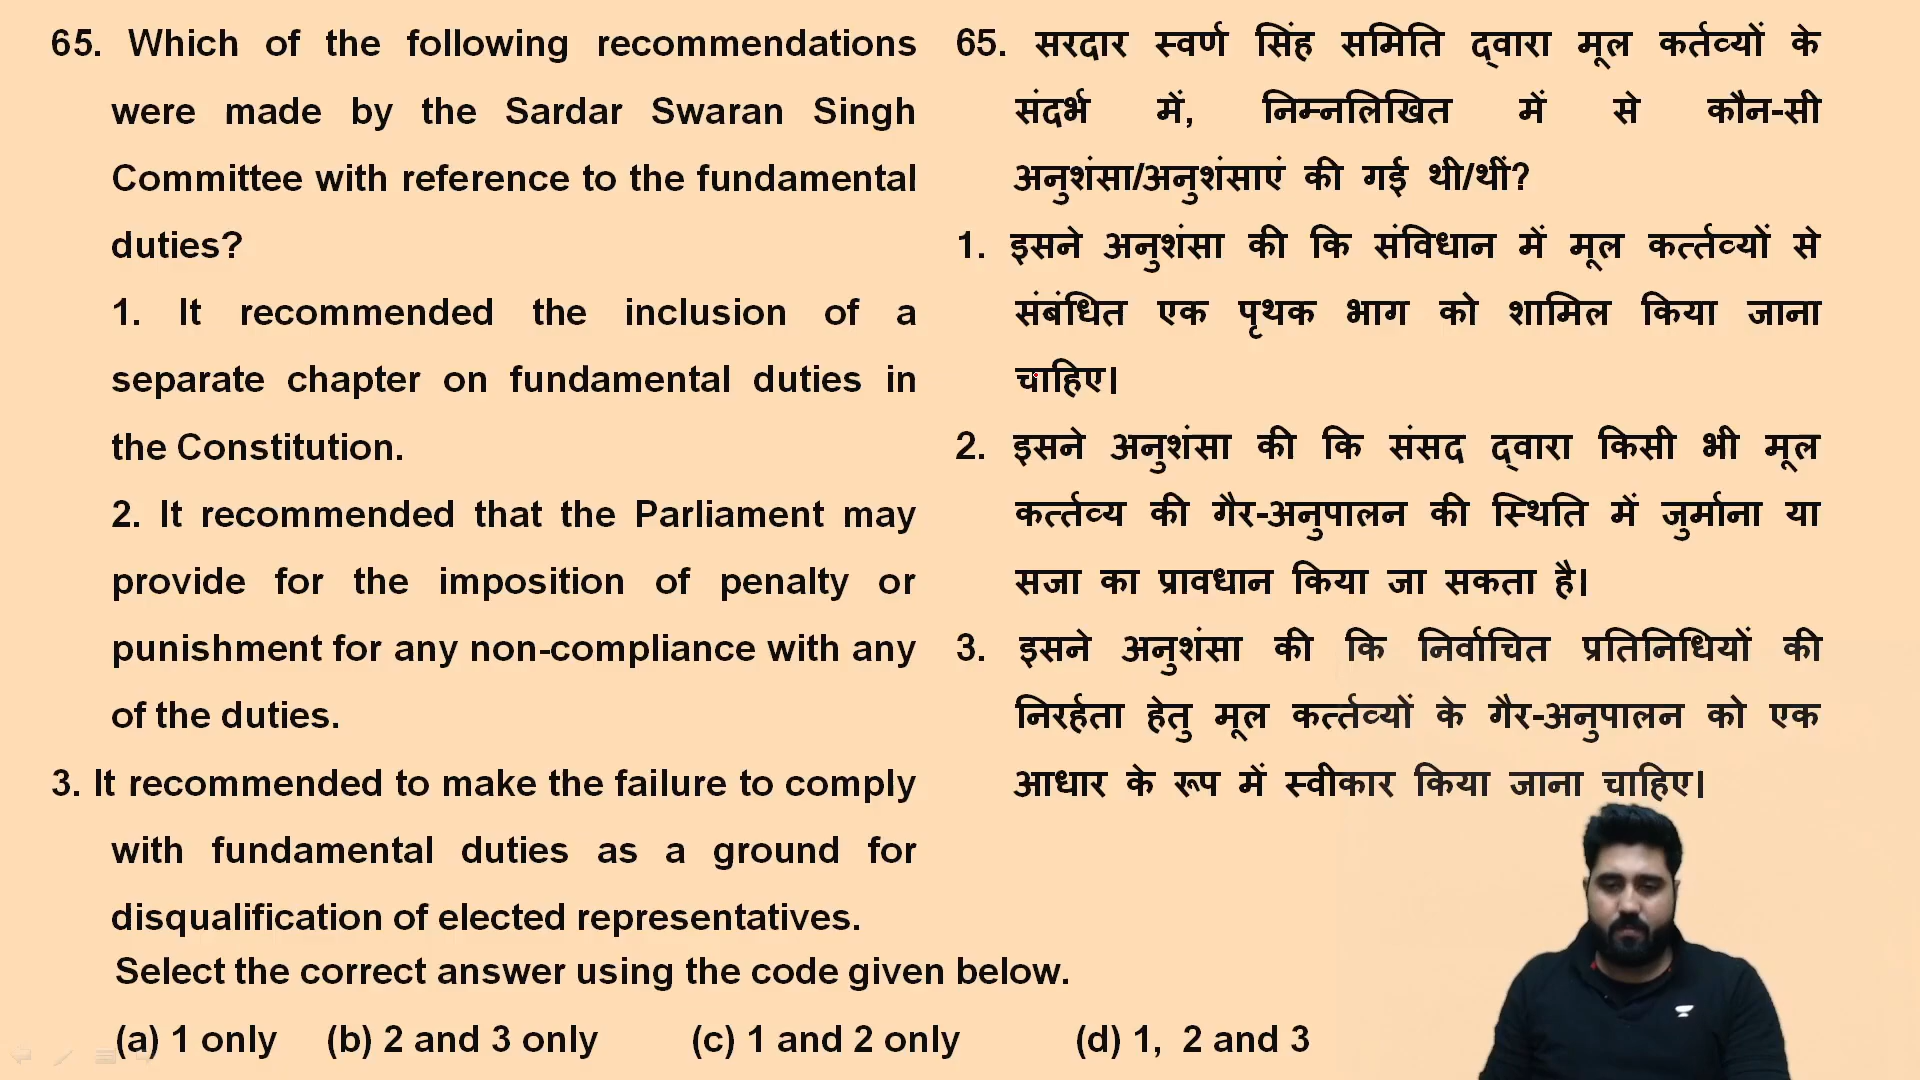 65. Which of the following recommendations
were made by the Sardar Swaran Singh
Committee with reference to the fundamental
duties?
1. It recommended the inclusion of a
separate chapter on fundamental duties in
the Constitution.
2. It recommended that the Parliament may
provide for the imposition of penalty or
punishment for any non-compliance with any
of the duties.
3. It recommended to make the failure to comply
with fundamental duties as a ground for
disqualification of elected representatives.
65. सरदार स्वर्ण सिंह समिति द्वारा मूल कर्तव्यों के
संदर्भ में, निम्नलिखित में से कौन-सी
अनुशंसा/अनुशंसाएं की गई थी/थीं?
1. इसने अनुशंसा की कि संविधान में मूल कर्त्तव्यों से
संबंधित एक पृथक भाग को शामिल किया जाना
चाहिए।
2. इसने अनुशंसा की कि संसद द्वारा किसी भी मूल
कर्त्तव्य की गैर-अनुपालन की स्थिति में जुर्माना या
सजा का प्रावधान किया जा सकता है।
3. इसने अनुशंसा की कि निर्वाचित प्रतिनिधियों की
निरर्हता हेतु मूल कर्त्तव्यों के गैर-अनुपालन को एक
आधार के रूप में स्वीकार किया जाना चाहिए।
Select the correct answer using the code given below.
(a) 1 only (b) 2 and 3 only (c) 1 and 2 only (d) 1, 2 and 3